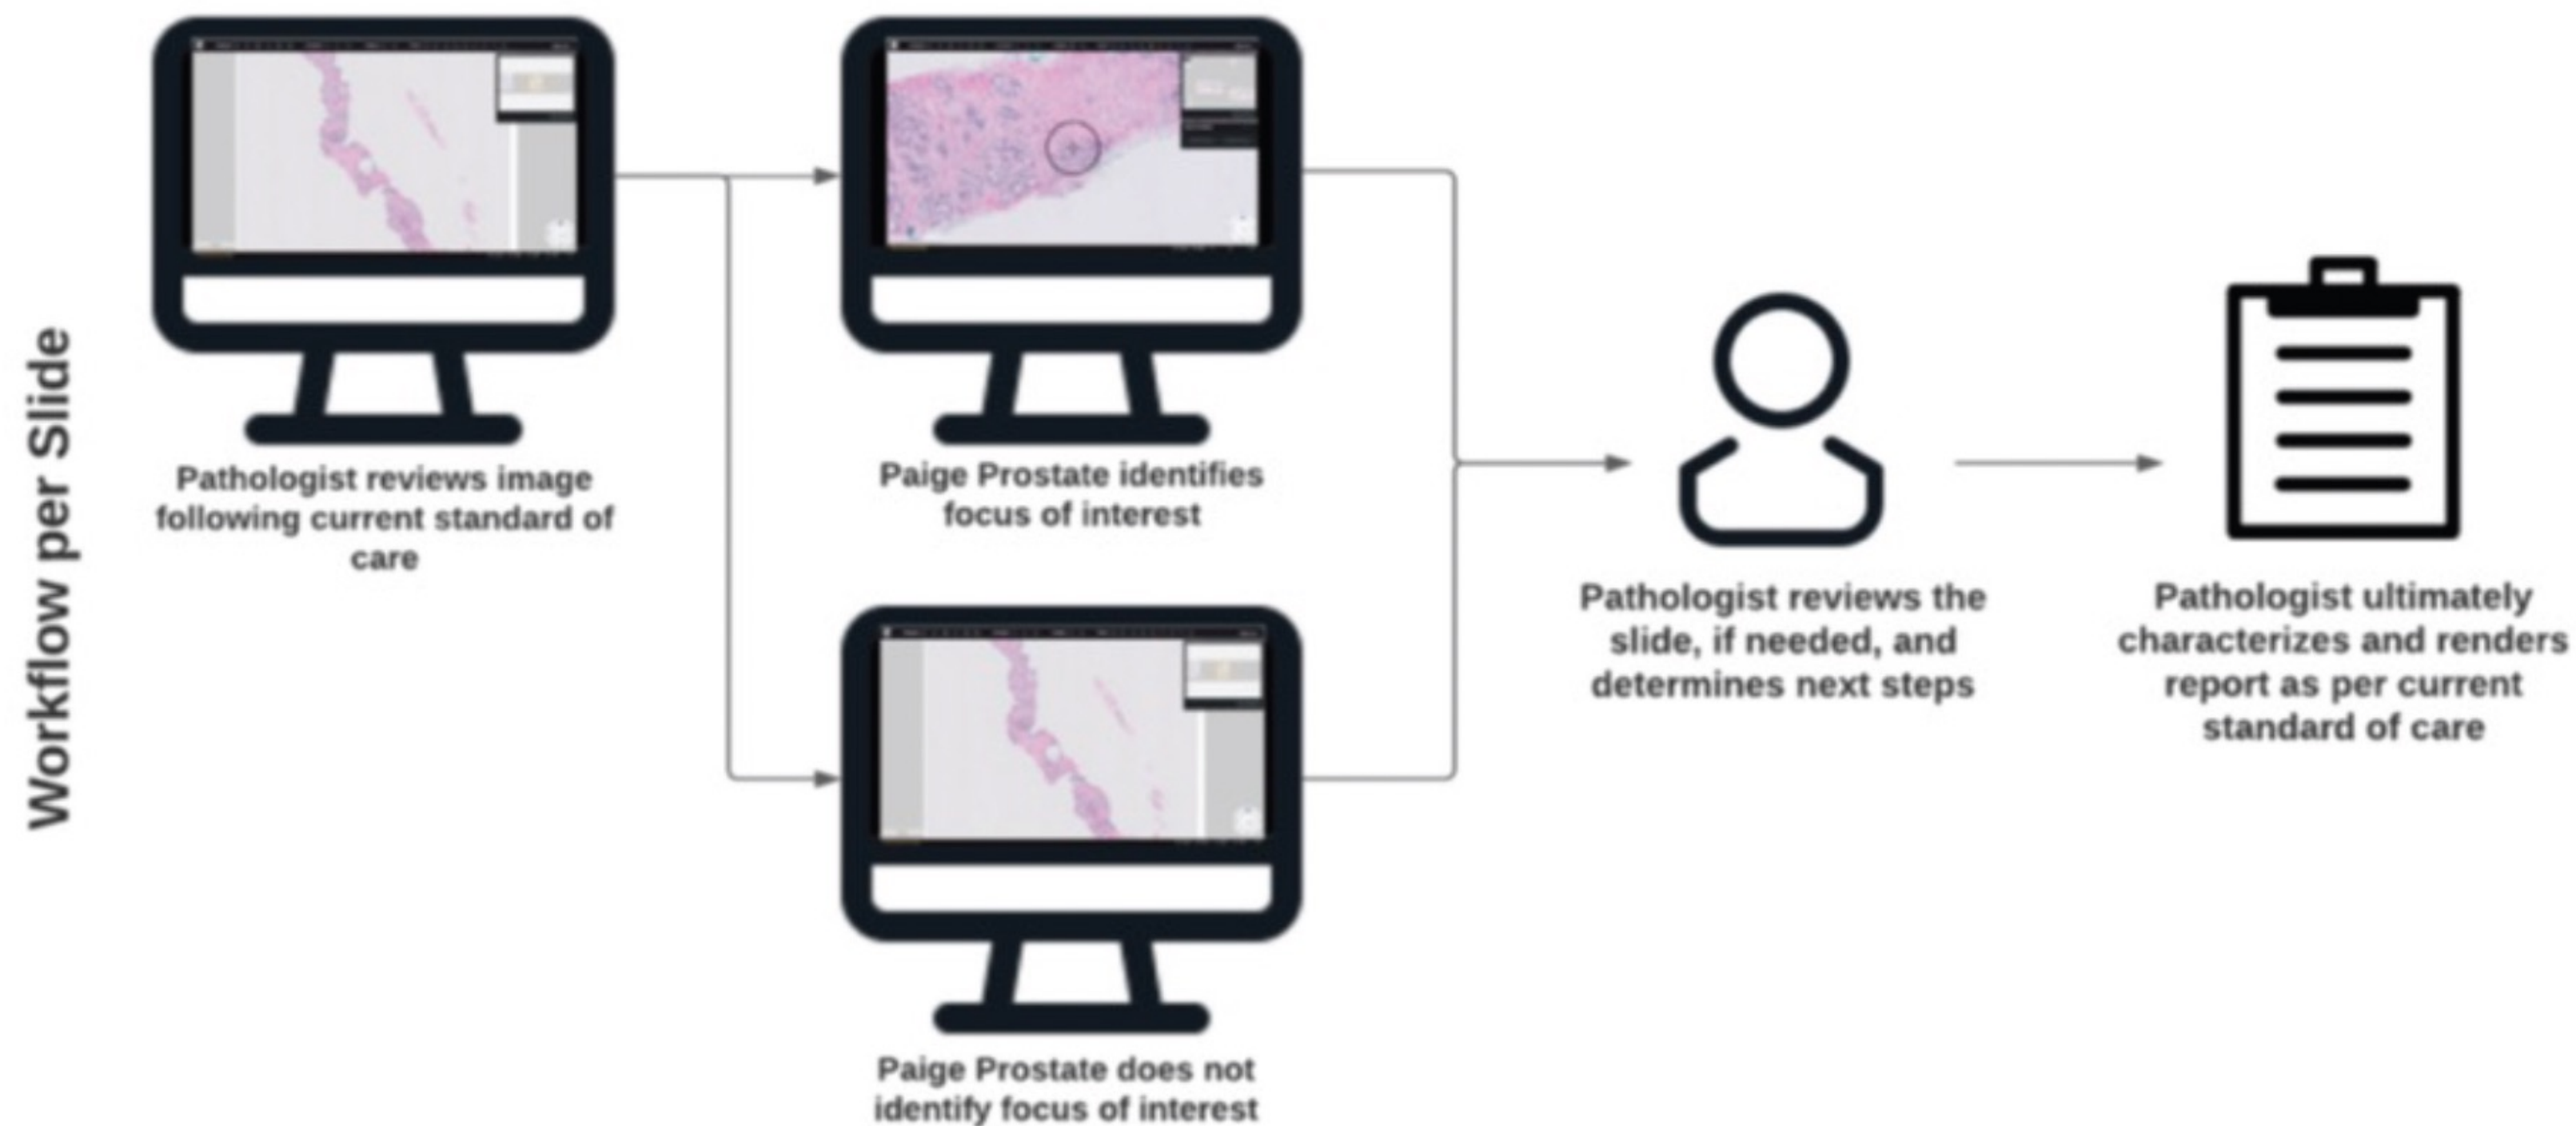 Workflow per Slide
Pathologist reviews image
following current standard of
care
Paige Prostate identifies
focus of interest
Paige Prostate does not
identify focus of interest
Pathologist reviews the
slide, if needed, and
determines next steps
Pathologist ultimately
characterizes and renders
report as per current
standard of care